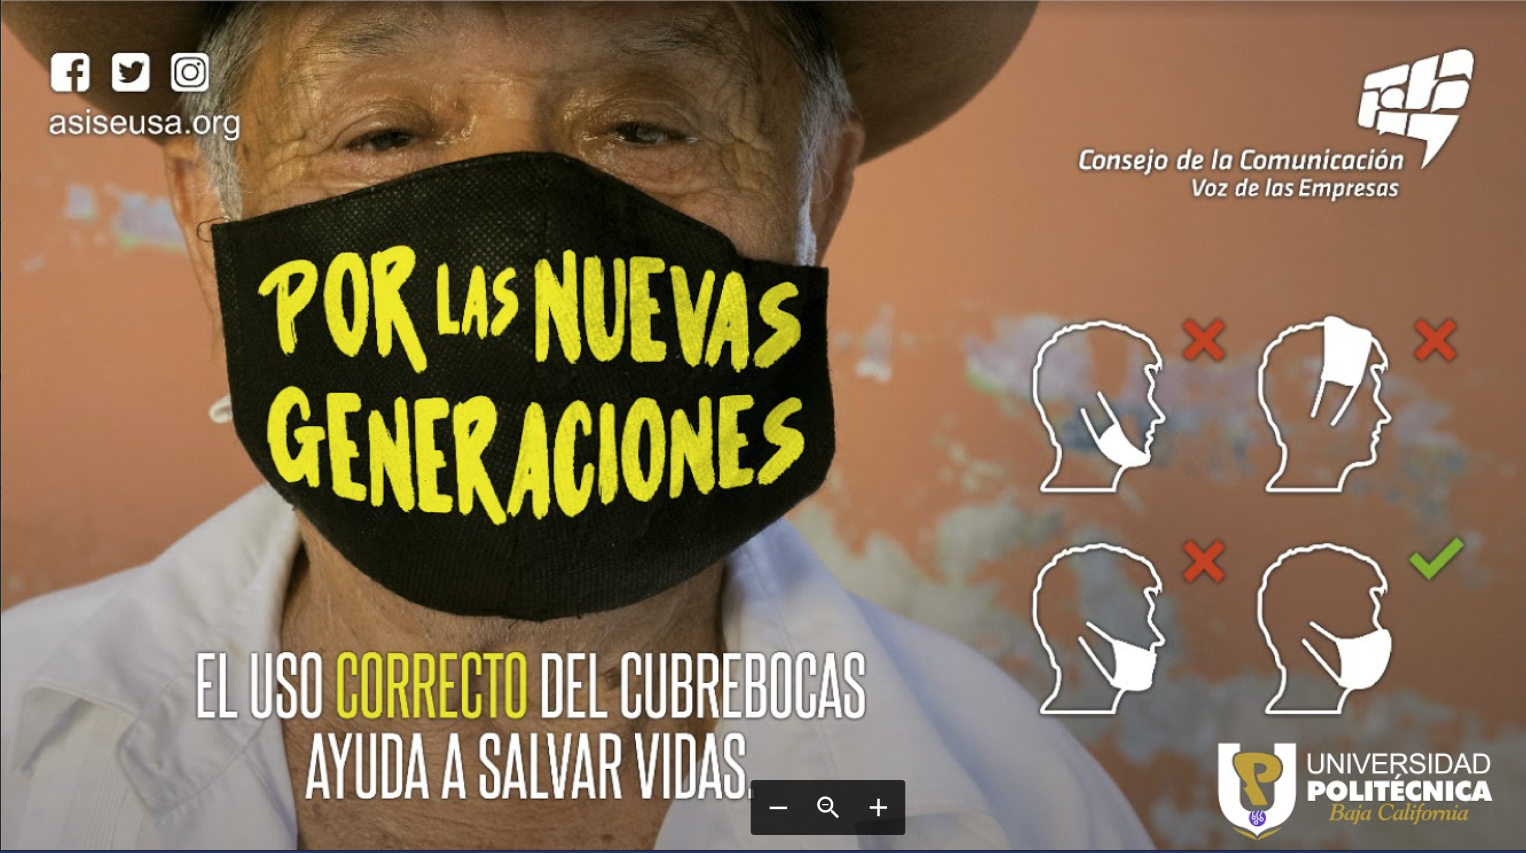 asiseusa.org
Consejo de la Comunicación
Voz de las Empresas
POR LAS NUEVAS
GENERACIONES
EL USO CORRECTO DEL CUBREBOCAS
AYUDA A SALVAR VIDAS.
UNIVERSIDAD
POLITÉCNICA
Baja California